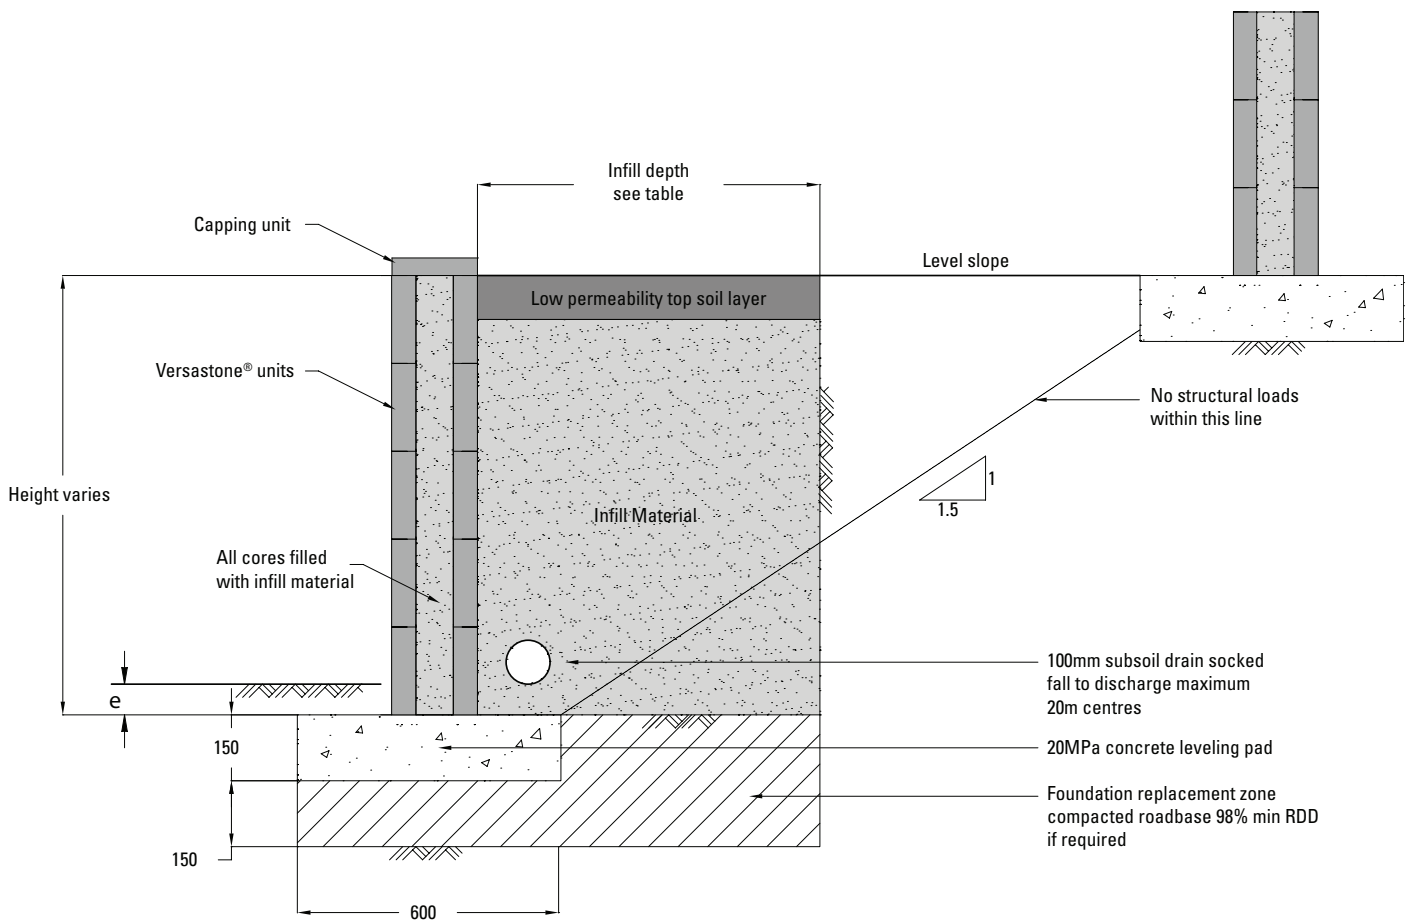 Infill depth
see table
Capping unit
Level slope
Low permeability top soil layer
Versastone® units
No structural loads
within this line
1
1.5
Height varies
Infill Material
All cores filled
with infill material
100mm subsoil drain socked
fall to discharge maximum
20m centres
e
150
20MPa concrete leveling pad
Foundation replacement zone
compacted roadbase 98% min RDD
if required
150
600